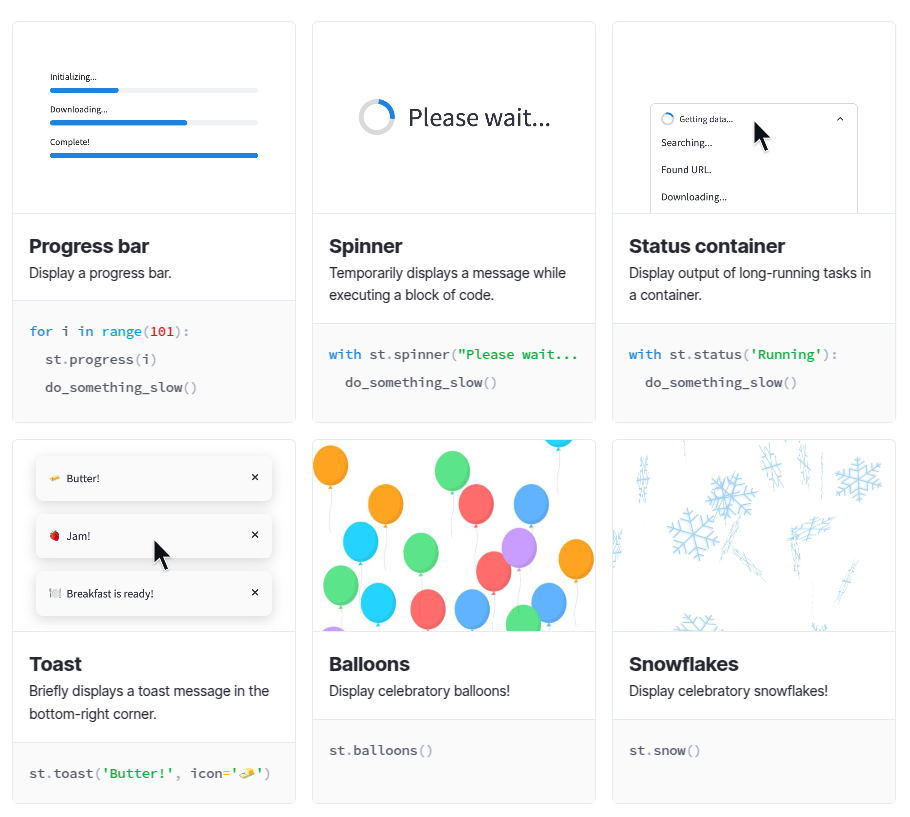 Initializing...
Downloading...
Complete!
Progress bar
Display a progress bar.
for i in range(101):
st.progress(i)
do_something_slow()
Please wait...
Spinner
Temporarily displays a message while
executing a block of code.
with st.spinner("Please wait...
do_something_slow()
Getting data...
Searching...
Found URL.
Downloading...
Status container
Display output of long-running tasks in
a container.
with st.status('Running'):
do_something_slow()
🧈 Butter!
🍓 Jam!
🍽️ Breakfast is ready!
Toast
Briefly displays a toast message in the
bottom-right corner.
st.toast('Butter!', icon='🧈')
Balloons
Display celebratory balloons!
st.balloons()
Snowflakes
Display celebratory snowflakes!
st.snow()